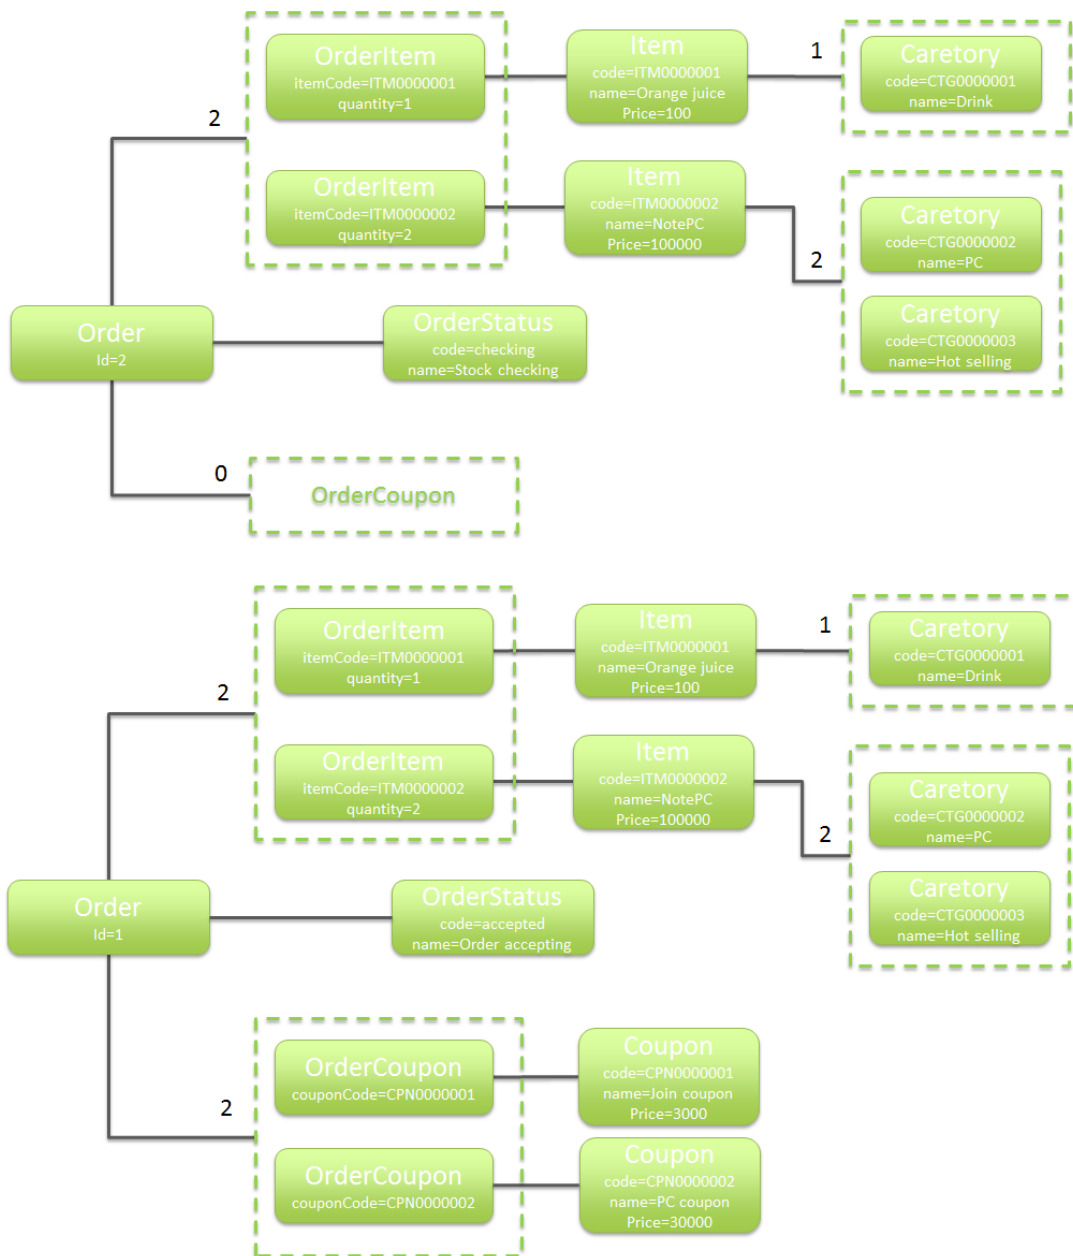 OrderItem
itemCode=ITM0000001
quantity=1
Item
code=ITM0000001
name=Orange juice
Price=100
1
Caretory
code=CTG0000001
name=Drink
2
OrderItem
itemCode=ITM0000002
quantity=2
Item
code=ITM0000002
name=NotePC
Price=100000
2
Caretory
code=CTG0000002
name=PC
Caretory
code=CTG0000003
name=Hot selling
Order
Id=2
OrderStatus
code=checking
name=Stock checking
0
OrderCoupon
OrderItem
itemCode=ITM0000001
quantity=1
Item
code=ITM0000001
name=Orange juice
Price=100
1
Caretory
code=CTG0000001
name=Drink
2
OrderItem
itemCode=ITM0000002
quantity=2
Item
code=ITM0000002
name=NotePC
Price=100000
2
Caretory
code=CTG0000002
name=PC
Caretory
code=CTG0000003
name=Hot selling
Order
Id=1
OrderStatus
code=accepted
name=Order accepting
2
OrderCoupon
couponCode=CPN0000001
Coupon
code=CPN0000001
name=Join coupon
Price=3000
OrderCoupon
couponCode=CPN0000002
Coupon
code=CPN0000002
name=PC coupon
Price=30000